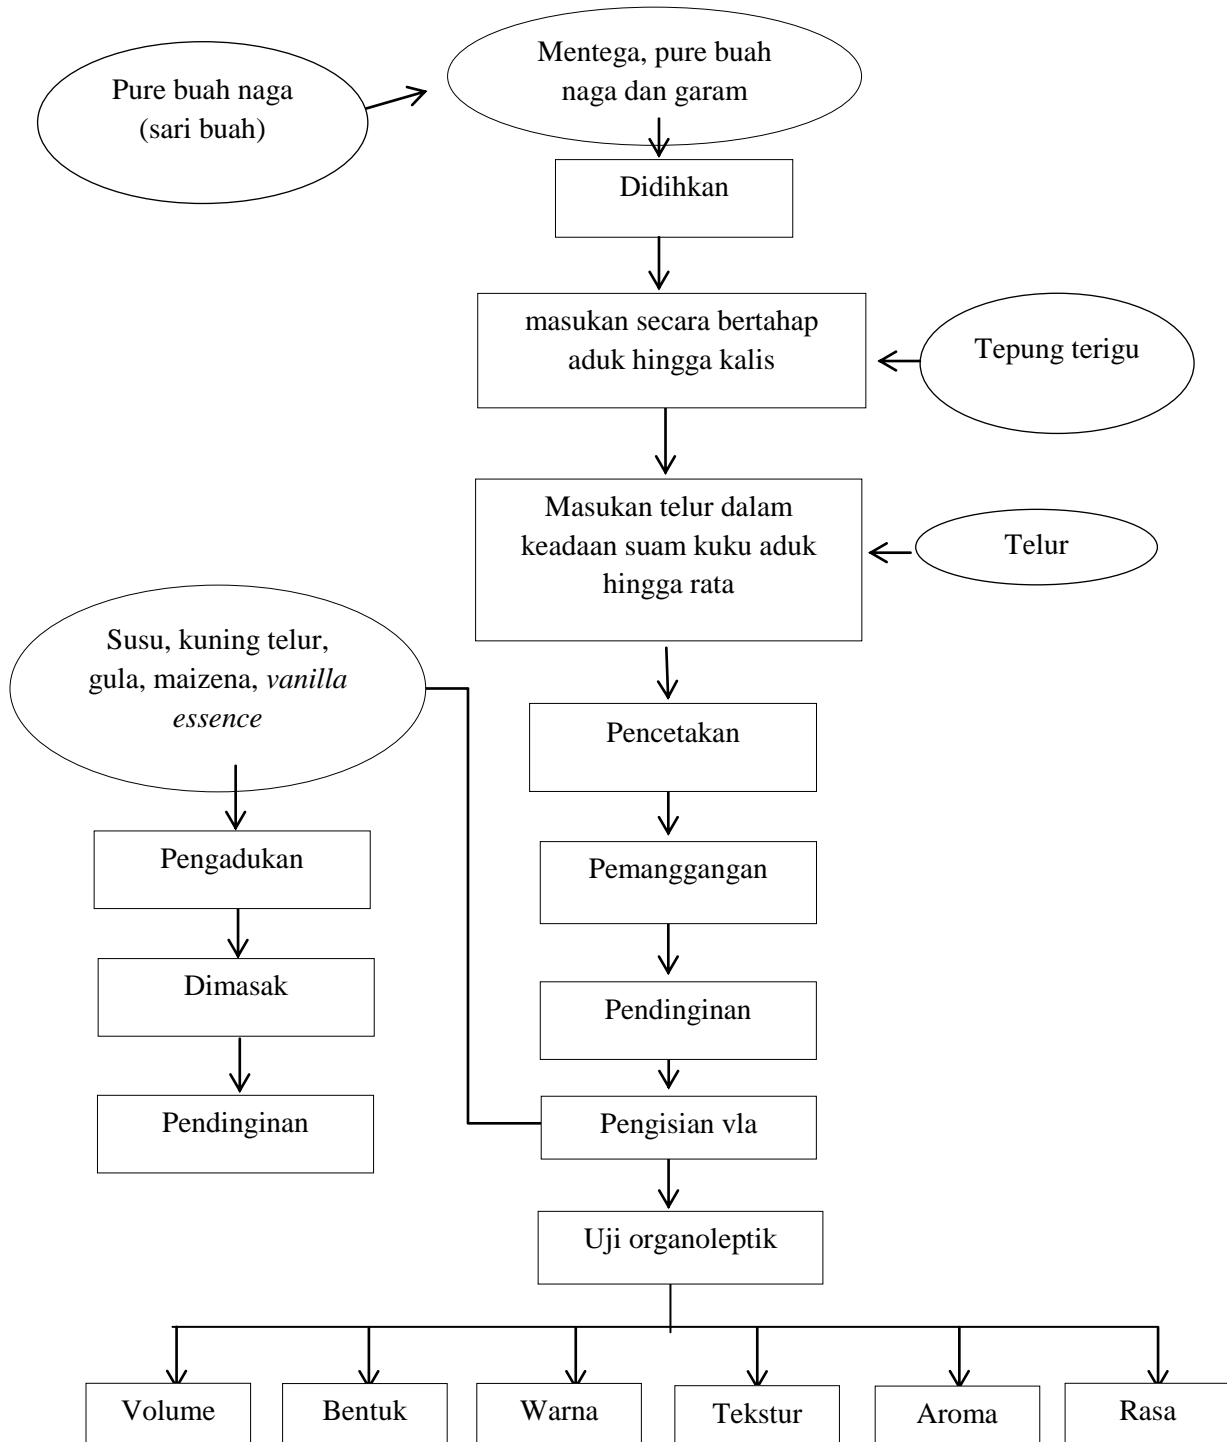 Mentega, pure buah
naga dan garam
Pure buah naga
(sari buah)
Didihkan
masukan secara bertahap
aduk hingga kalis
Tepung terigu
Masukan telur dalam
keadaan suam kuku aduk
hingga rata
Telur
Susu, kuning telur,
gula, maizena, vanilla
essence
Pencetakan
Pengadukan
Pemanggangan
Dimasak
Pendinginan
Pendinginan
Pengisian vla
Uji organoleptik
Volume
Bentuk
Warna
Tekstur
Aroma
Rasa